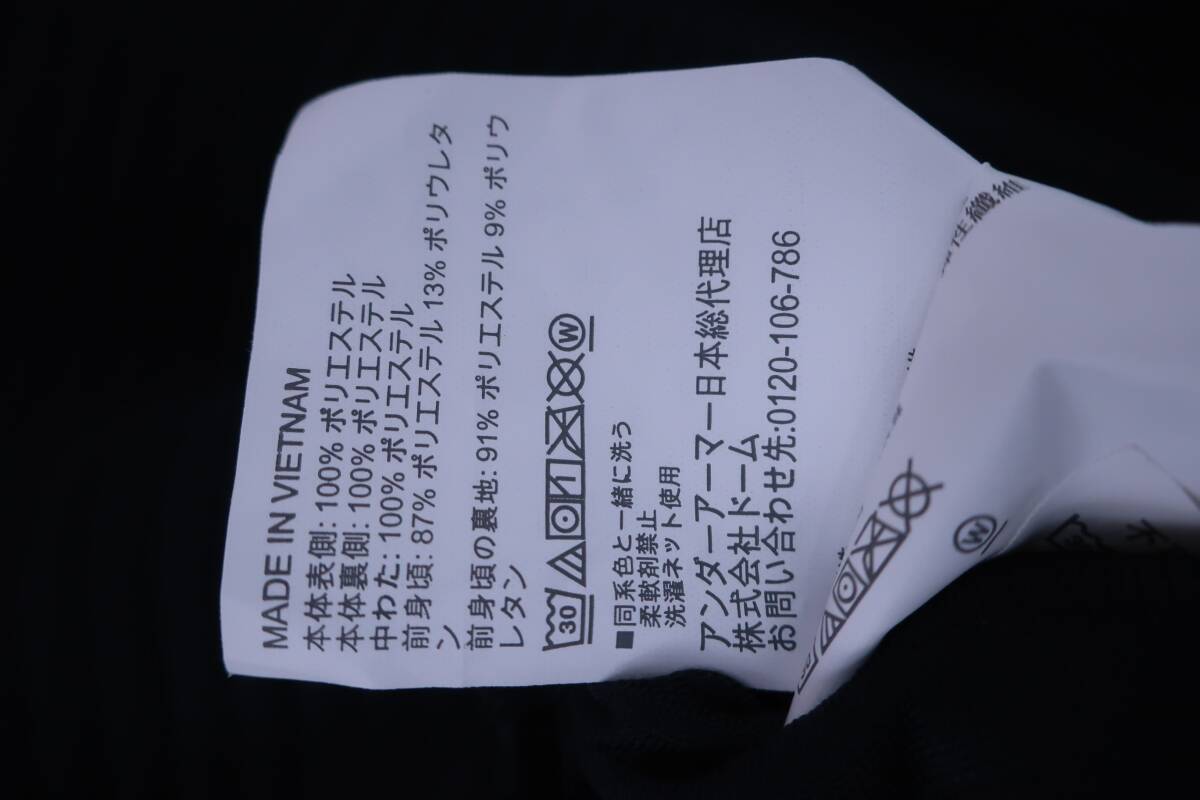 MADE IN VIETNAM
本体表側: 100% ポリエステル
本体裏側: 100% ポリエステル
中わた: 100% ポリエステル
前身頃: 87% ポリエステル 13% ポリウレタ
ン
前身頃の裏地: 91% ポリエステル 9% ポリウ
レタン
30 W
■同系色と一緒に洗う
柔軟剤禁止
洗濯ネット使用
アンダーアーマー日本総代理店
株式会社ドーム
お問い合わせ先:0120-106-786
W